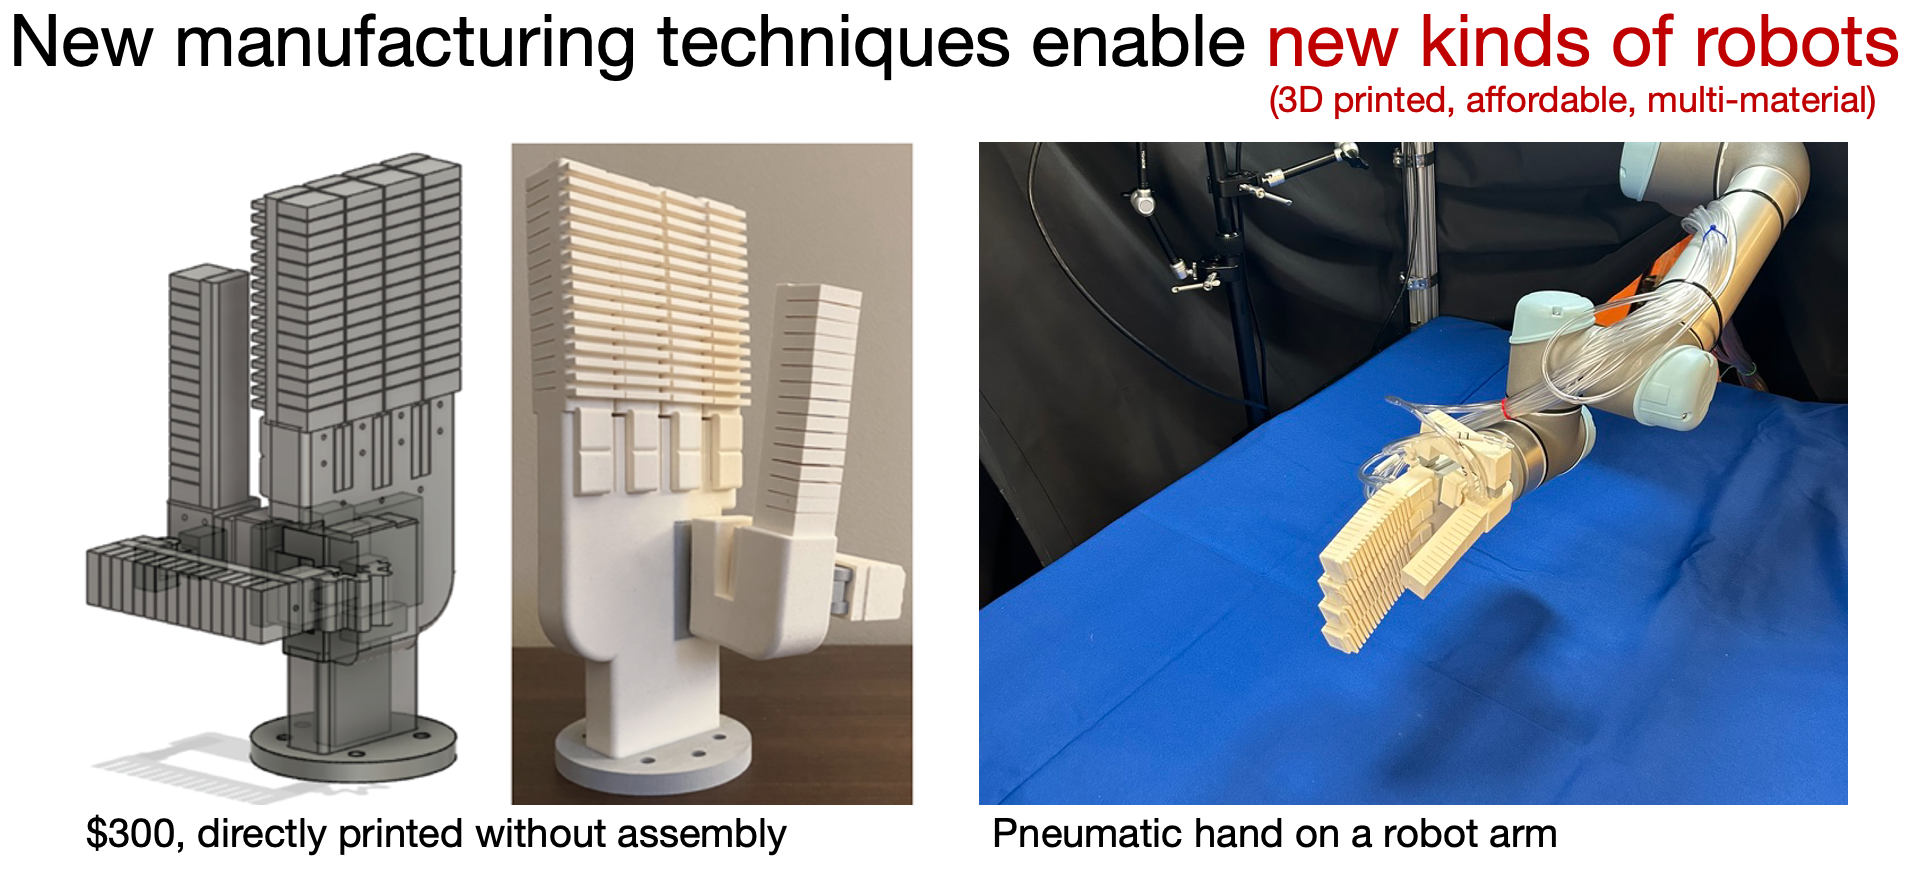 New manufacturing techniques enable new kinds of robots
(3D printed, affordable, multi-material)
$300, directly printed without assembly
Pneumatic hand on a robot arm